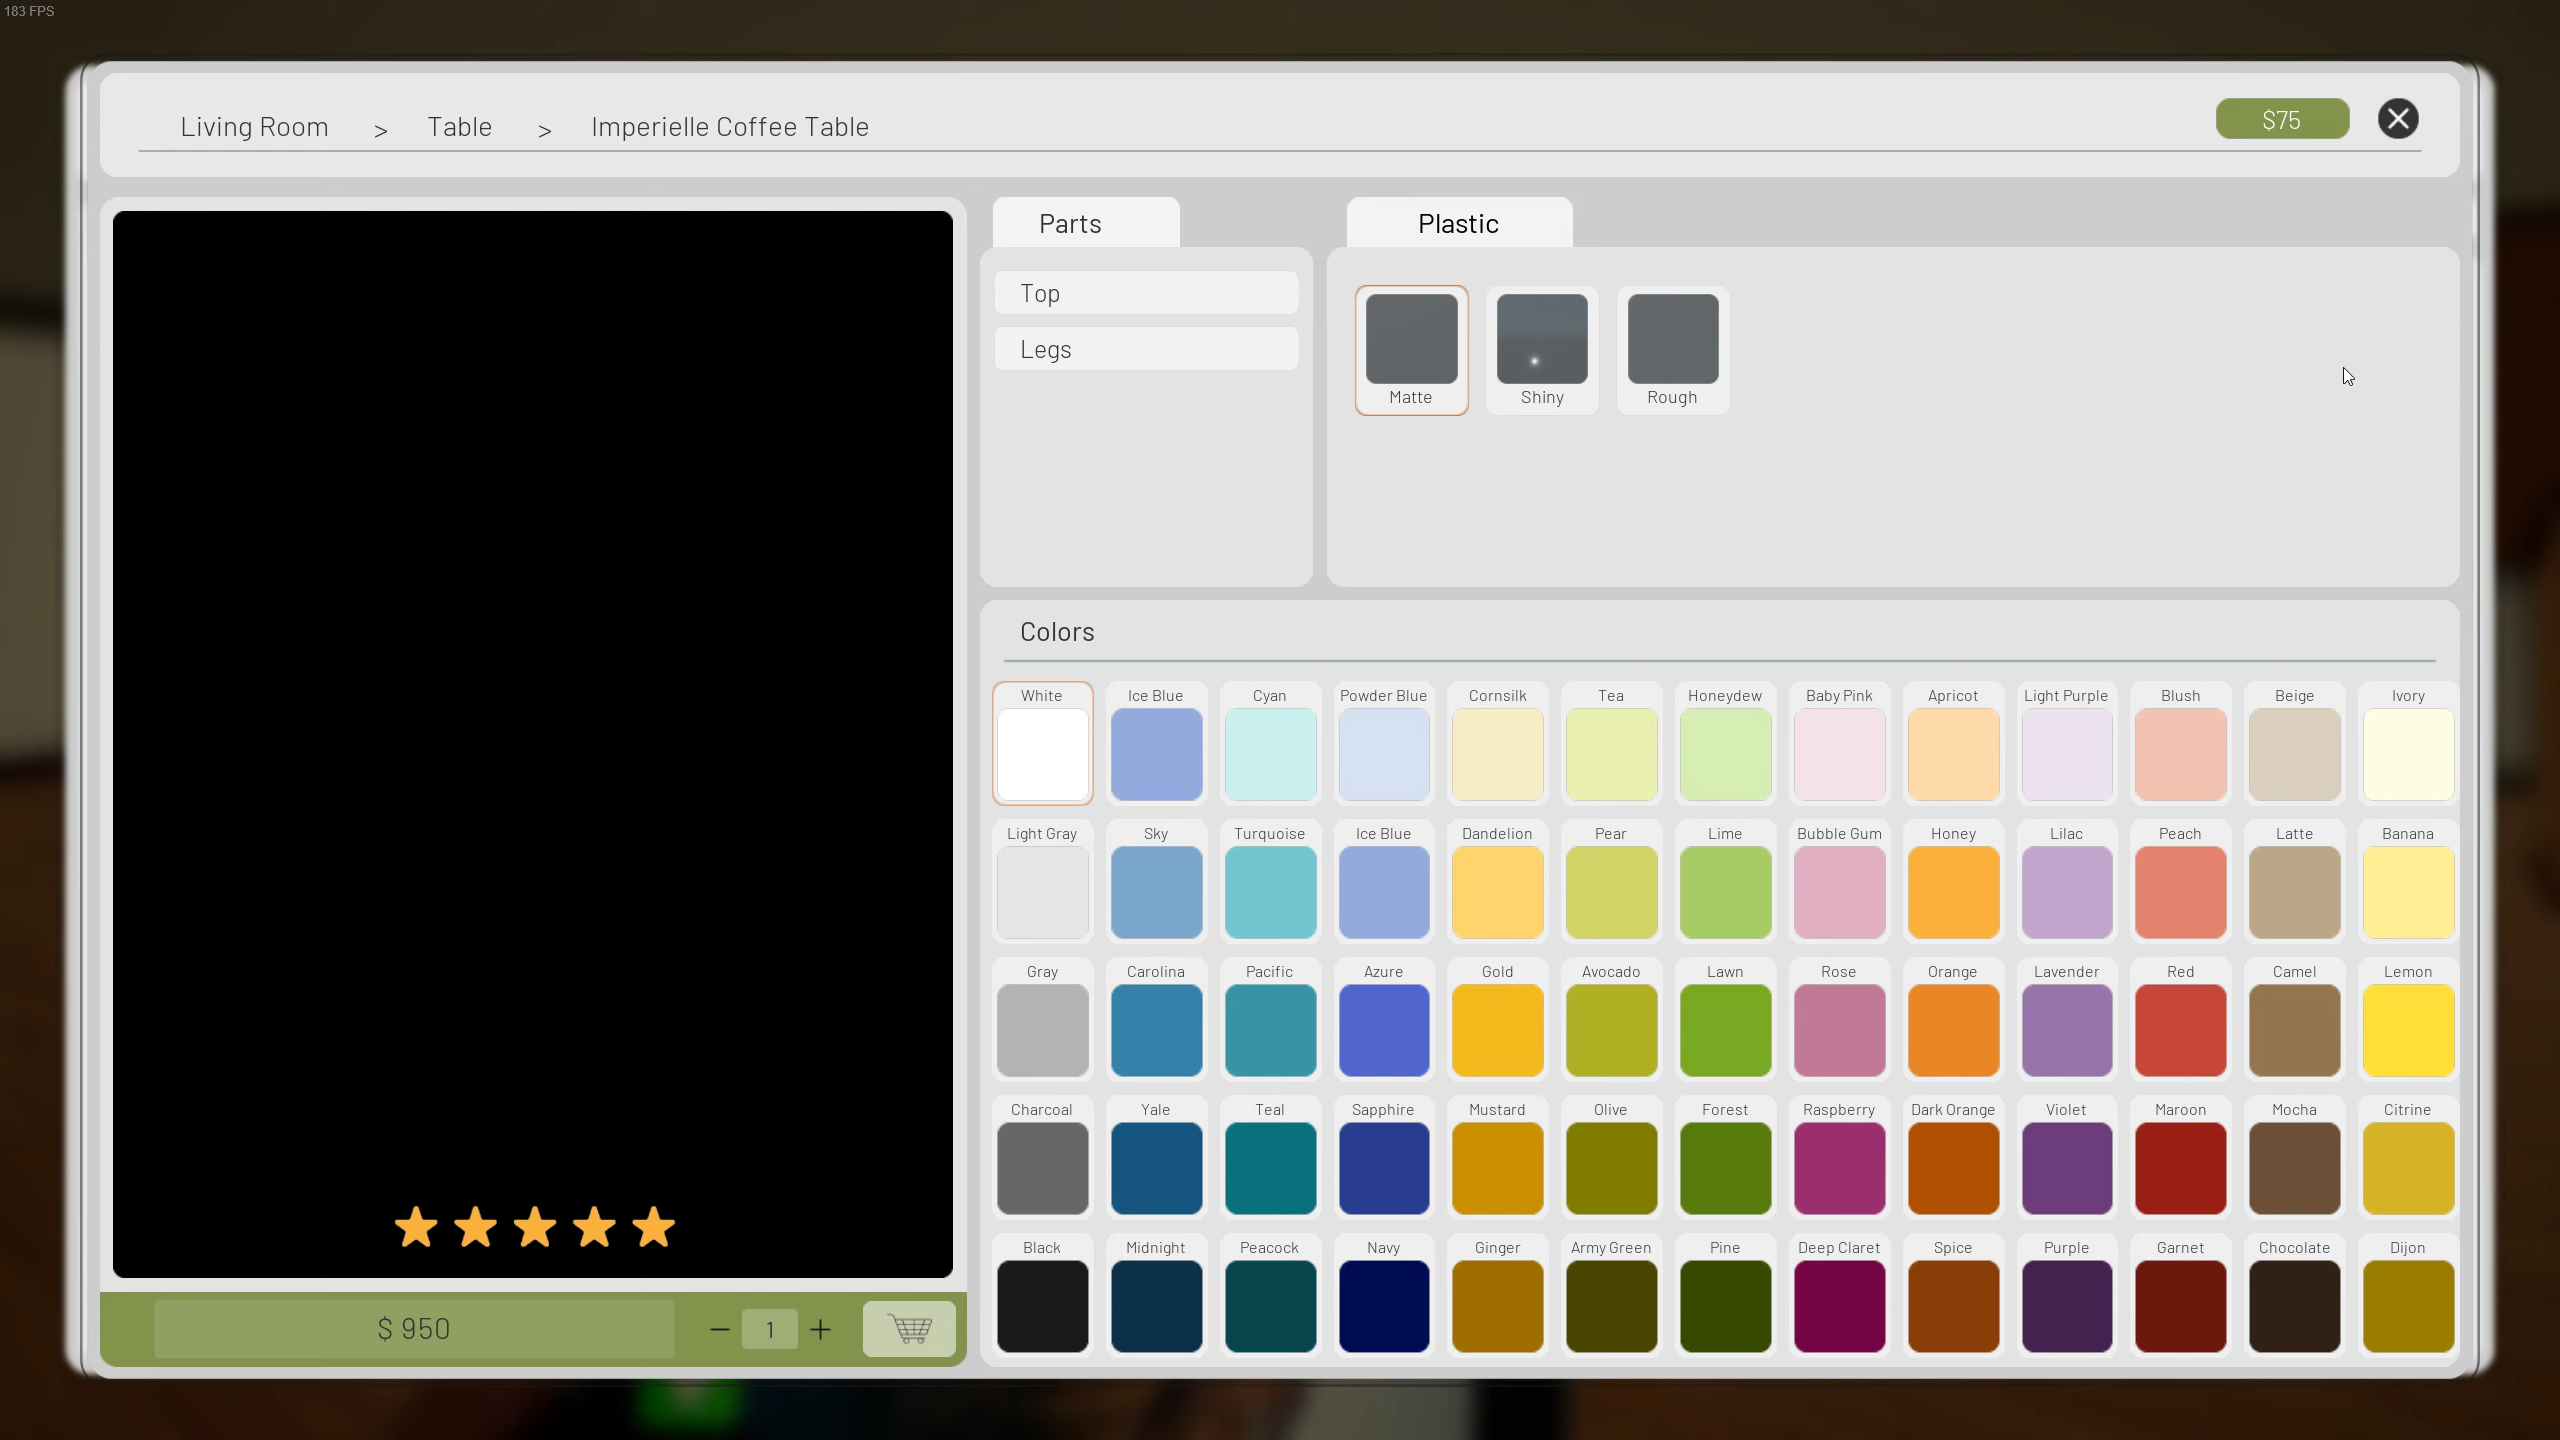 183 FPS
Living Room > Table > Imperielle Coffee Table
$75
Parts
Top
Legs
Plastic
Matte Shiny Rough
Colors
White Ice Blue Cyan Powder Blue Cornsilk Tea Honeydew Baby Pink Apricot Light Purple Blush Beige Ivory
Light Gray Sky Turquoise Ice Blue Dandelion Pear Lime Bubble Gum Honey Lilac Peach Latte Banana
Gray Carolina Pacific Azure Gold Avocado Lawn Rose Orange Lavender Red Camel Lemon
Charcoal Yale Teal Sapphire Mustard Olive Forest Raspberry Dark Orange Violet Maroon Mocha Citrine
Black Midnight Peacock Navy Ginger Army Green Pine Deep Claret Spice Purple Garnet Chocolate Dijon
$ 950
− 1 +